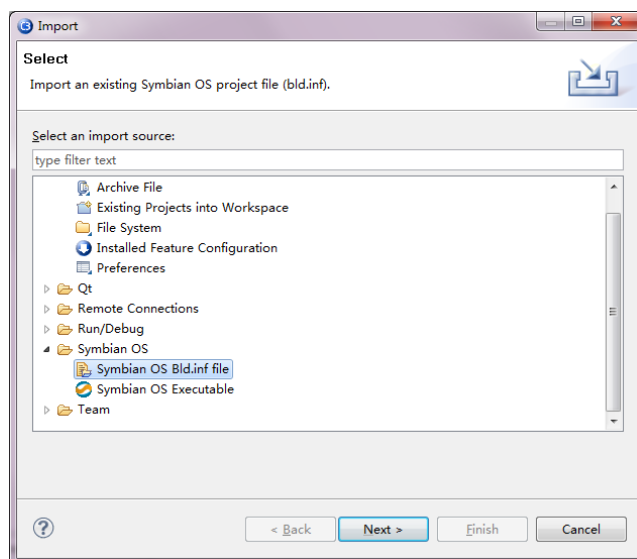 Import
Select
Import an existing Symbian OS project file (bld.inf).
Select an import source:
type filter text
Archive File
Existing Projects into Workspace
File System
Installed Feature Configuration
Preferences
Qt
Remote Connections
Run/Debug
Symbian OS
Symbian OS Bld.inf file
Symbian OS Executable
Team
< Back Next > Finish Cancel